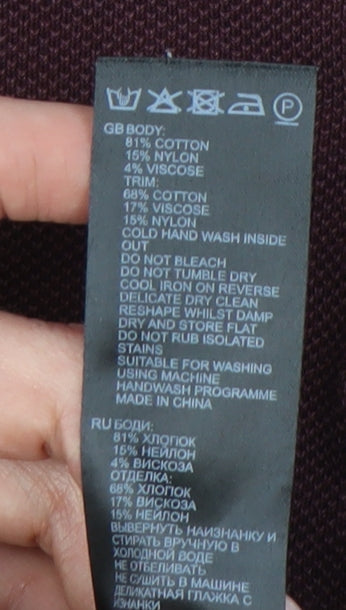 P
GB BODY:
81% COTTON
15% NYLON
4% VISCOSE
TRIM:
68% COTTON
17% VISCOSE
15% NYLON
COLD HAND WASH INSIDE
OUT
DO NOT BLEACH
DO NOT TUMBLE DRY
COOL IRON ON REVERSE
DELICATE DRY CLEAN
RESHAPE WHILST DAMP
DRY AND STORE FLAT
DO NOT RUB ISOLATED
STAINS
SUITABLE FOR WASHING
USING MACHINE
HANDWASH PROGRAMME
MADE IN CHINA
RU БОДИ:
81% ХЛОПОК
15% НЕЙЛОН
4% ВИСКОЗА
ОТДЕЛКА:
68% ХЛОПОК
17% ВИСКОЗА
15% НЕЙЛОН
ВЫВЕРНУТЬ НАИЗНАНКУ И
СТИРАТЬ ВРУЧНУЮ В
ХОЛОДНОЙ ВОДЕ
НЕ ОТБЕЛИВАТЬ
НЕ СУШИТЬ В МАШИНЕ
ДЕЛИКАТНАЯ ГЛАЖКА С
ИЗНАНКИ